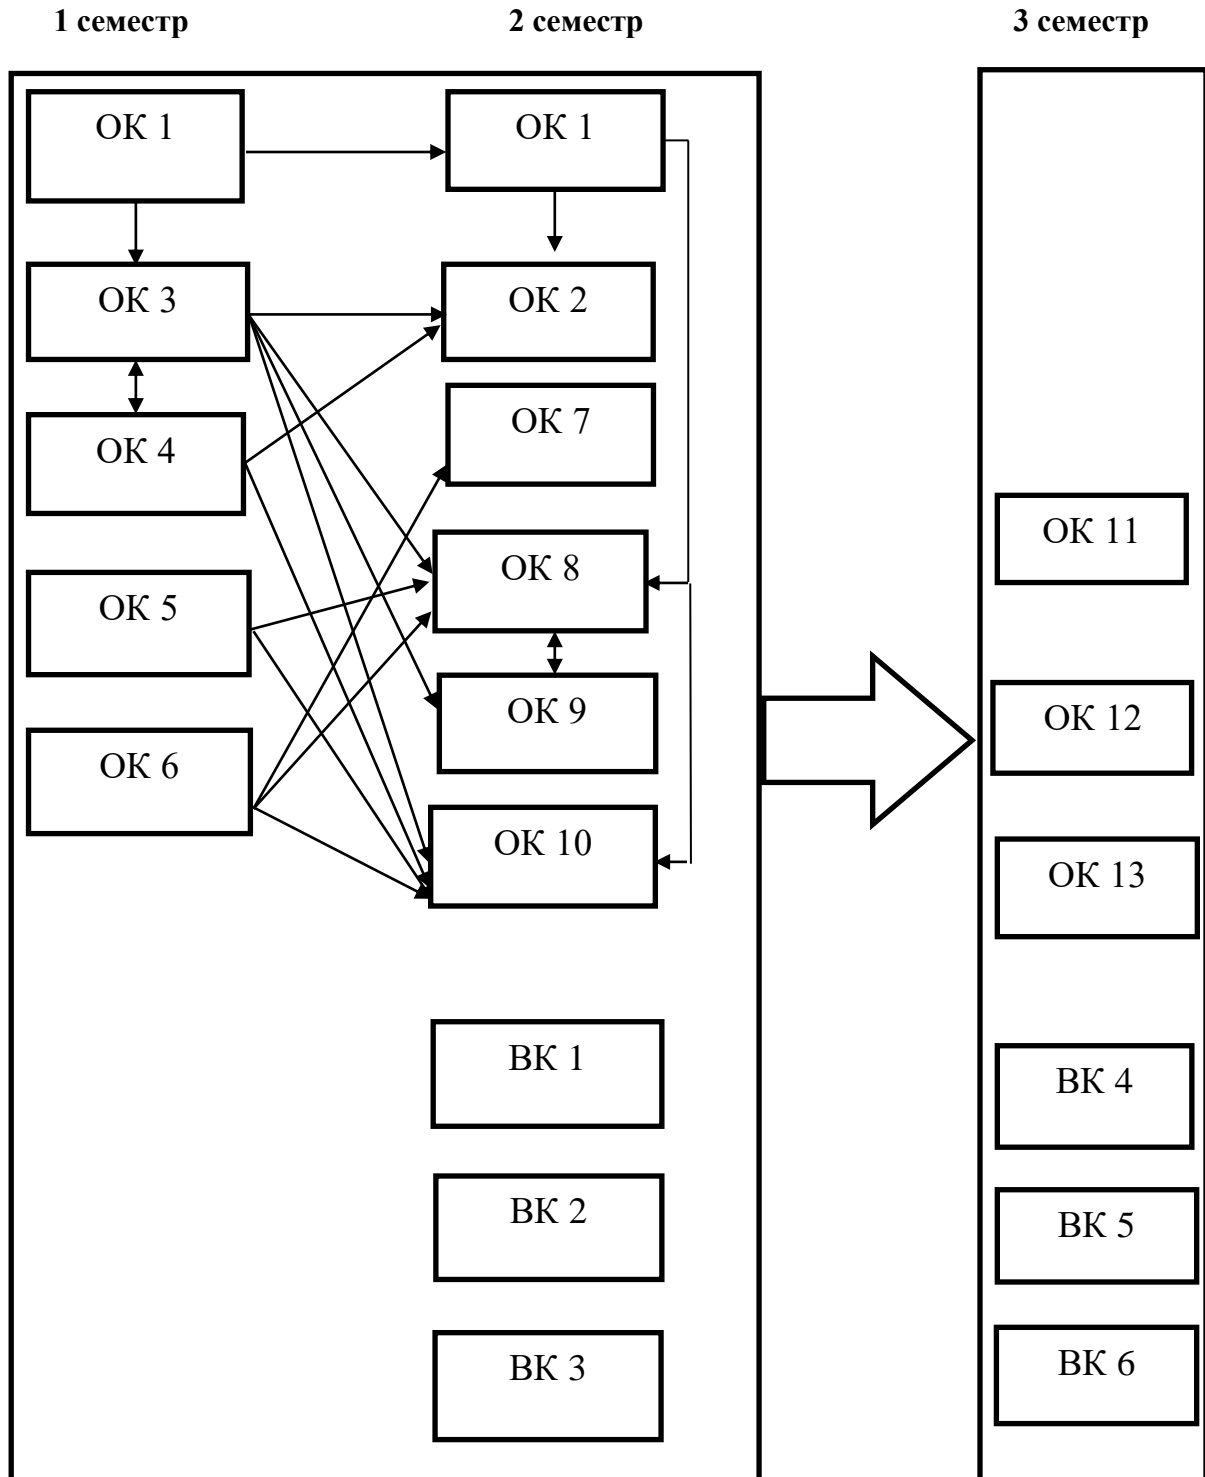 1 семестр
2 семестр
3 семестр
ОК 1
ОК 1
ОК 3
ОК 2
ОК 4
ОК 7
ОК 11
ОК 5
ОК 8
ОК 6
ОК 9
ОК 12
ОК 10
ОК 13
ВК 1
ВК 4
ВК 2
ВК 5
ВК 3
ВК 6